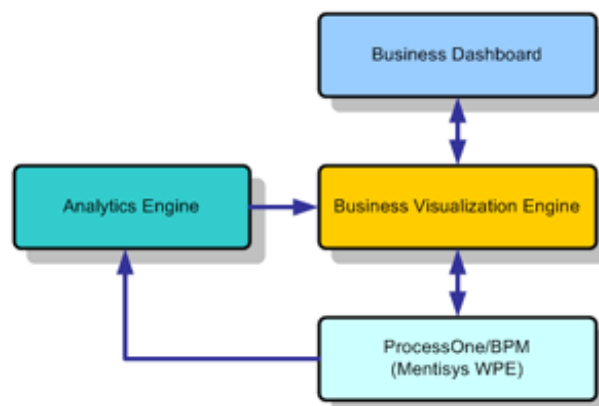 Business Dashboard
Analytics Engine
Business Visualization Engine
ProcessOne/BPM
(Mentisys WPE)